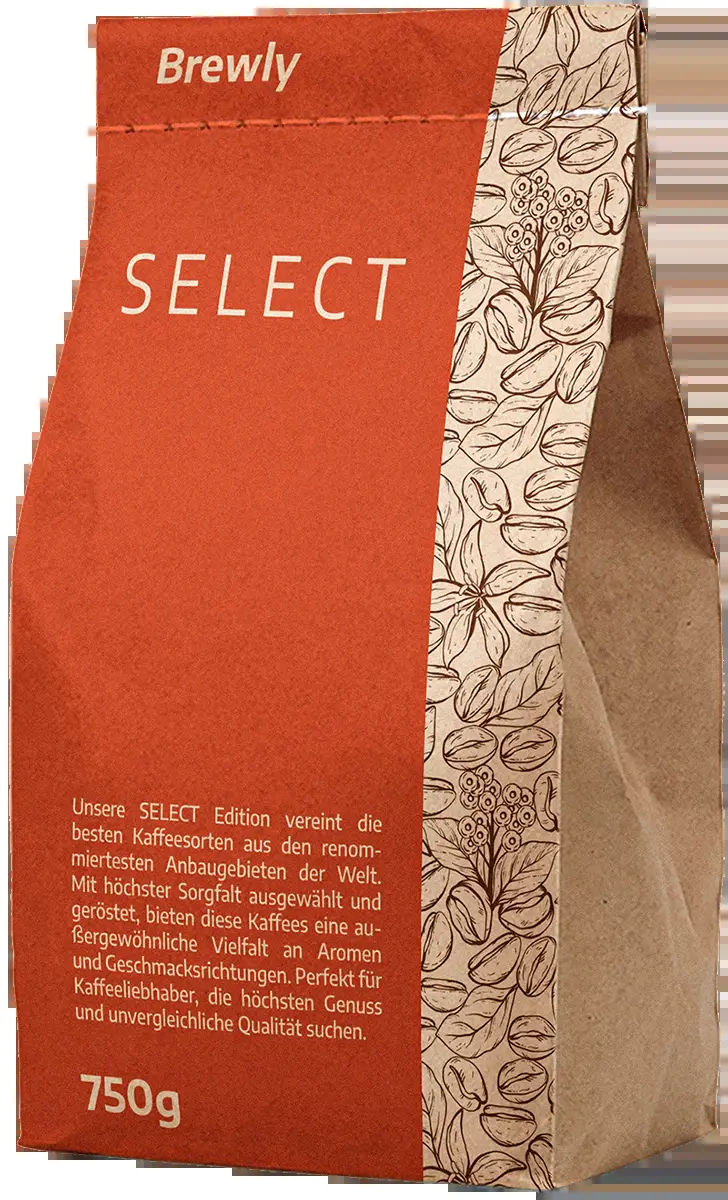 Brewly
SELECT
Unsere SELECT Edition vereint die
besten Kaffeesorten aus den renom-
miertesten Anbaugebieten der Welt.
Mit höchster Sorgfalt ausgewählt und
geröstet, bieten diese Kaffees eine au-
ßergewöhnliche Vielfalt an Aromen
und Geschmacksrichtungen. Perfekt für
Kaffeeliebhaber, die höchsten Genuss
und unvergleichliche Qualität suchen.
750g